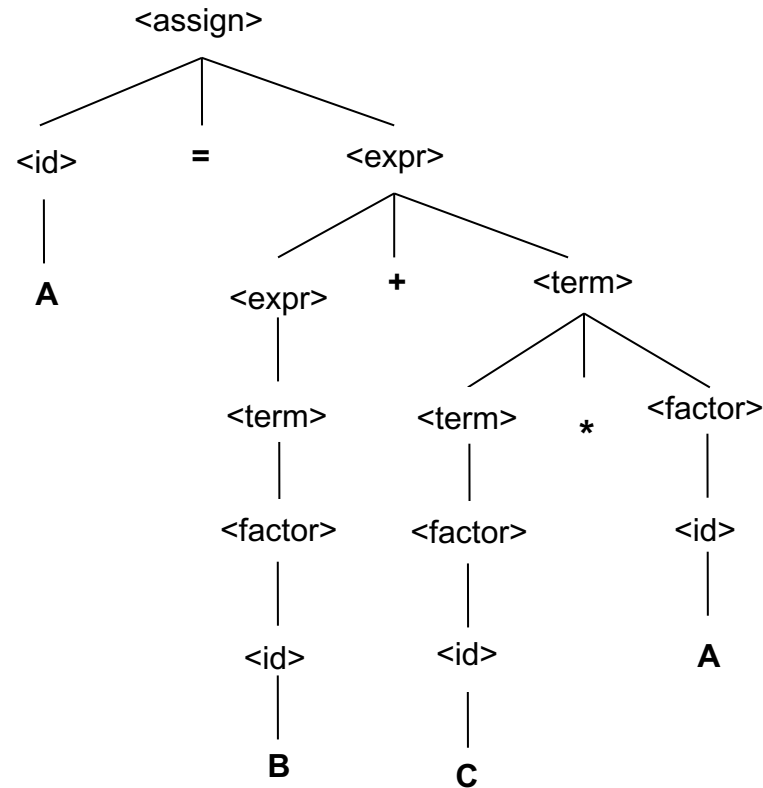 <assign>
<id> = <expr>
A <expr> + <term>
<term> <term> * <factor>
<factor> <factor> <id>
<id> <id> A
B C